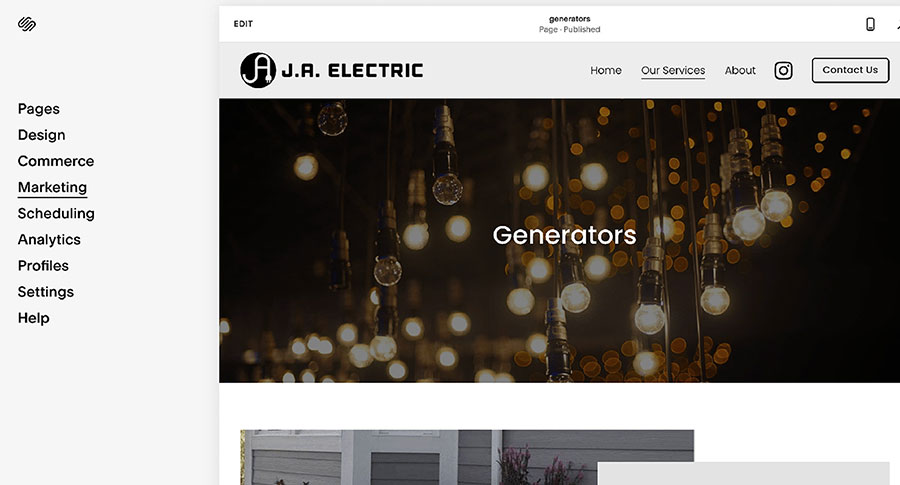 EDIT
generators
Page · Published
Pages
Design
Commerce
Marketing
Scheduling
Analytics
Profiles
Settings
Help
JA J.A. ELECTRIC
Home Our Services About Contact Us
Generators